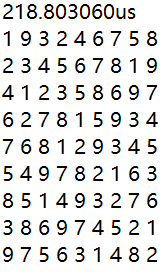 218.803060us
1 9 3 2 4 6 7 5 8
2 3 4 5 6 7 8 1 9
4 1 2 3 5 8 6 9 7
6 2 7 8 1 5 9 3 4
7 6 8 1 2 9 3 4 5
5 4 9 7 8 2 1 6 3
8 5 1 4 9 3 2 7 6
3 8 6 9 7 4 5 2 1
9 7 5 6 3 1 4 8 2